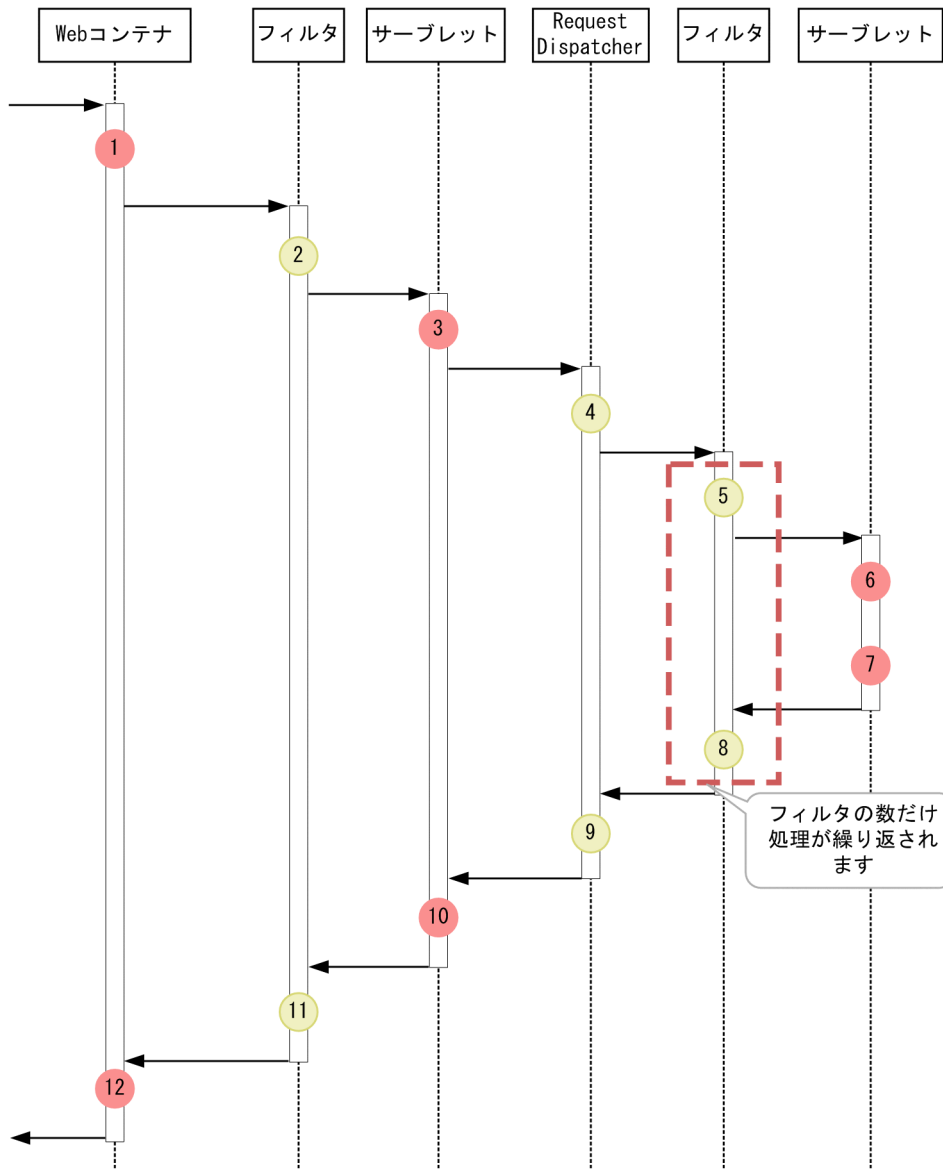 Webコンテナ
フィルタ
サーブレット
Request
Dispatcher
フィルタ
サーブレット
1
2
3
4
5
6
7
8
9
10
11
12
フィルタの数だけ
処理が繰り返され
ます